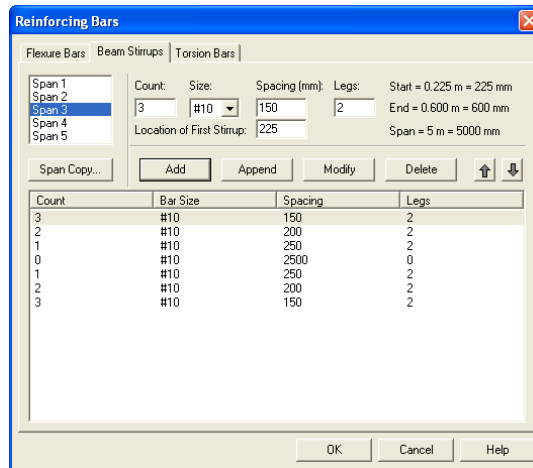 Reinforcing Bars
Flexure Bars Beam Stirrups Torsion Bars
Span 1
Span 2
Span 3
Span 4
Span 5
Count: Size: Spacing (mm): Legs: Start = 0.225 m = 225 mm
3 #10 150 2 End = 0.600 m = 600 mm
Location of First Stirrup: 225 Span = 5 m = 5000 mm
Span Copy... Add Append Modify Delete
Count Bar Size Spacing Legs
3 #10 150 2
2 #10 200 2
1 #10 250 2
0 #10 2500 0
1 #10 250 2
2 #10 200 2
3 #10 150 2
OK Cancel Help